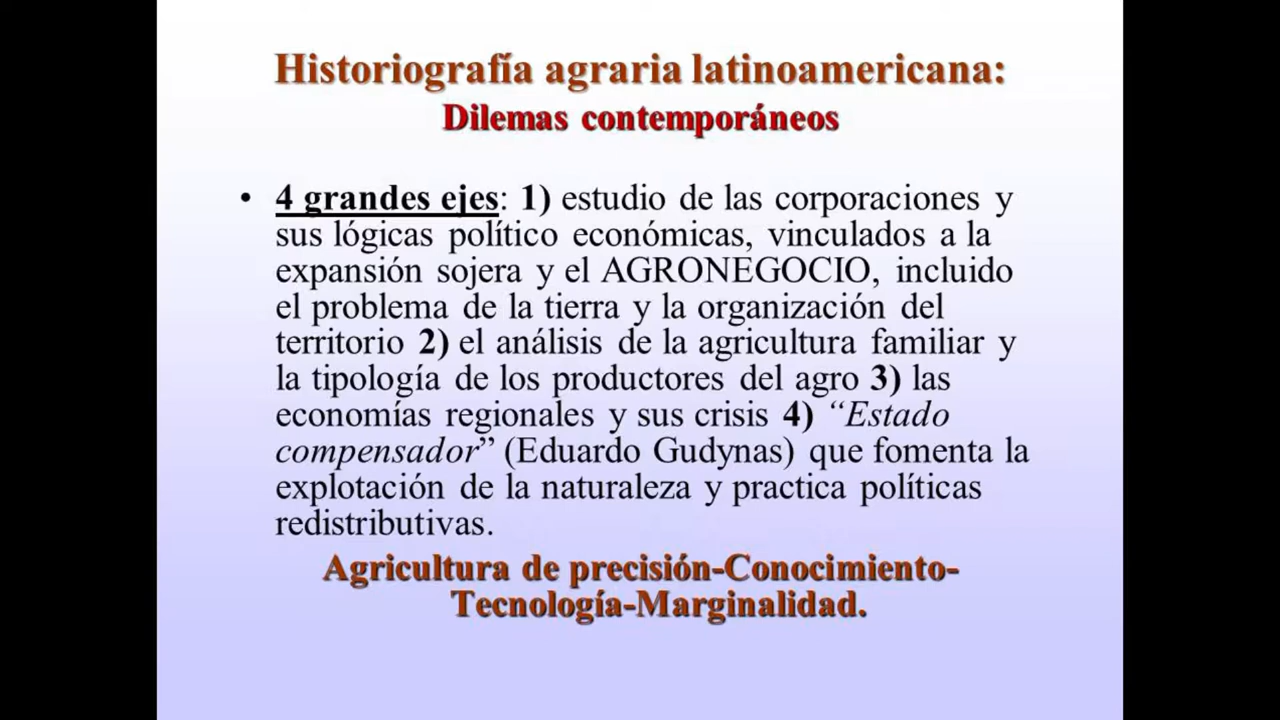 Historiografía agraria latinoamericana:
Dilemas contemporáneos
• 4 grandes ejes: 1) estudio de las corporaciones y
sus lógicas político económicas, vinculados a la
expansión sojera y el AGRONEGOCIO, incluido
el problema de la tierra y la organización del
territorio 2) el análisis de la agricultura familiar y
la tipología de los productores del agro 3) las
economías regionales y sus crisis 4) “Estado
compensador” (Eduardo Gudynas) que fomenta la
explotación de la naturaleza y practica políticas
redistributivas.
Agricultura de precisión-Conocimiento-
Tecnología-Marginalidad.